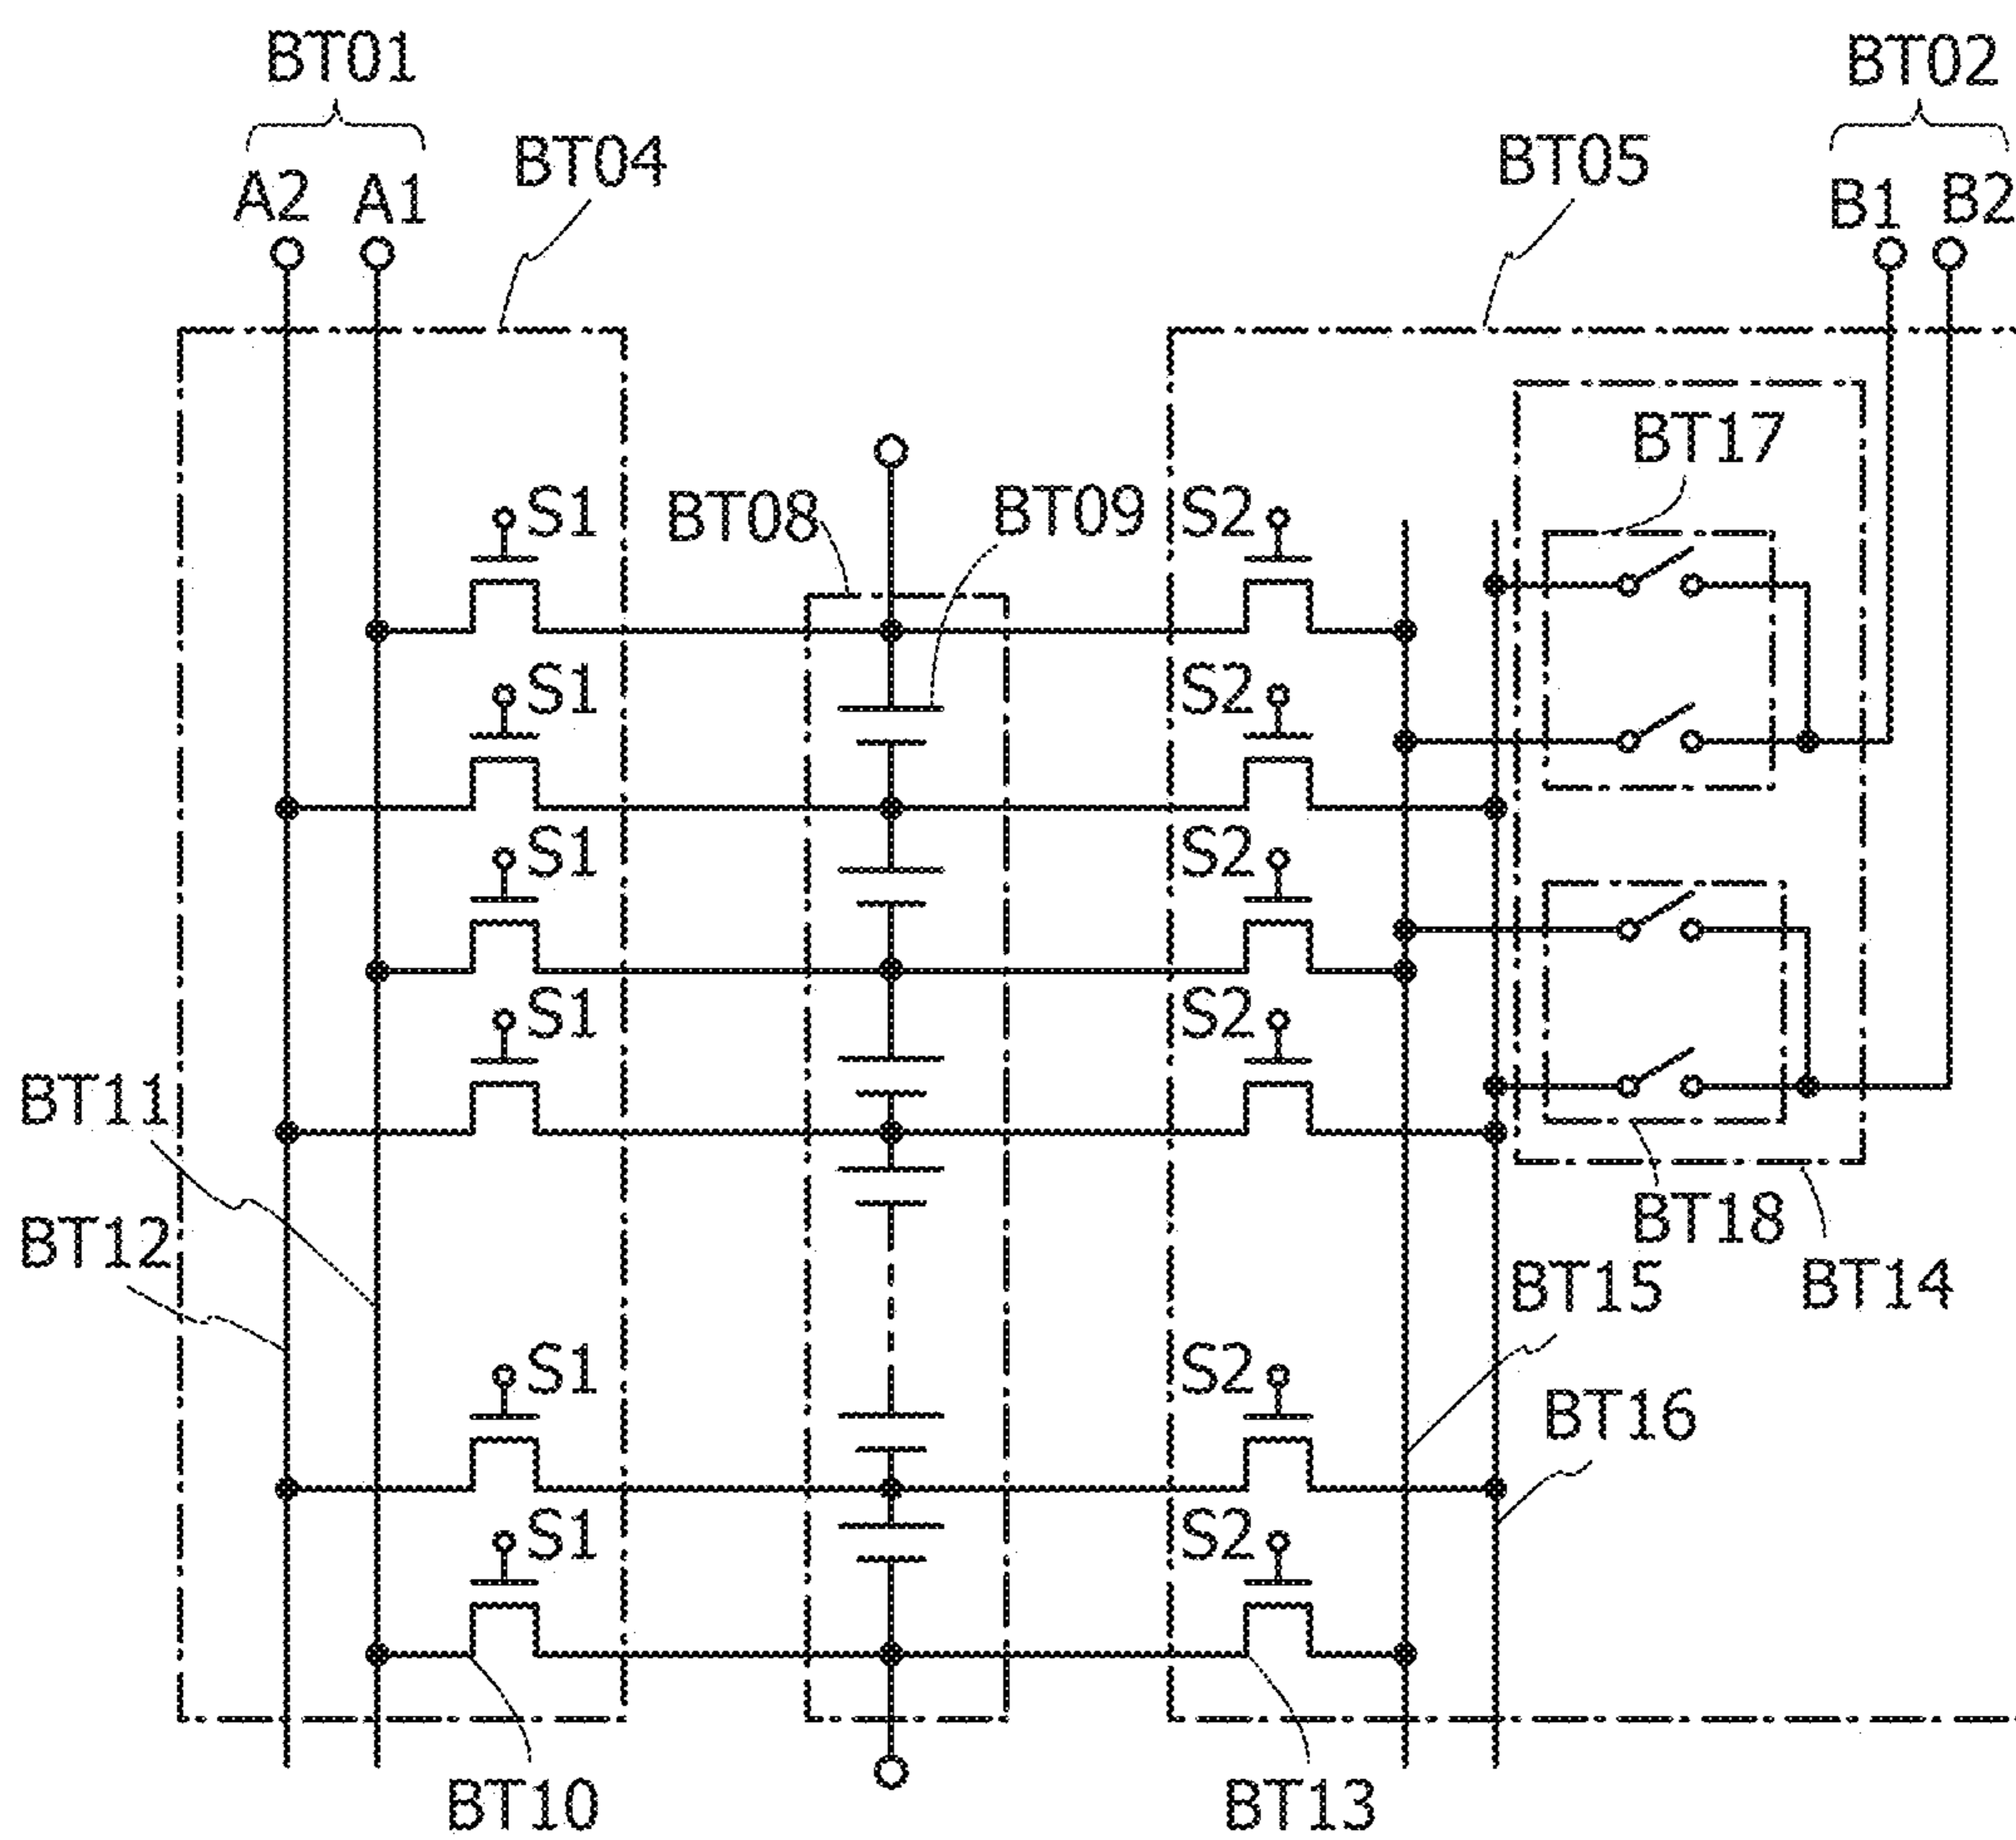 BT01
BT02
A2 A1
BT04
BT05
B1 B2
BT17
S1
BT08
BT09
S2
S1
S2
S1
S2
S1
S2
BT11
BT12
BT18
BT14
BT15
S1
S2
BT16
S1
S2
BT10
BT13